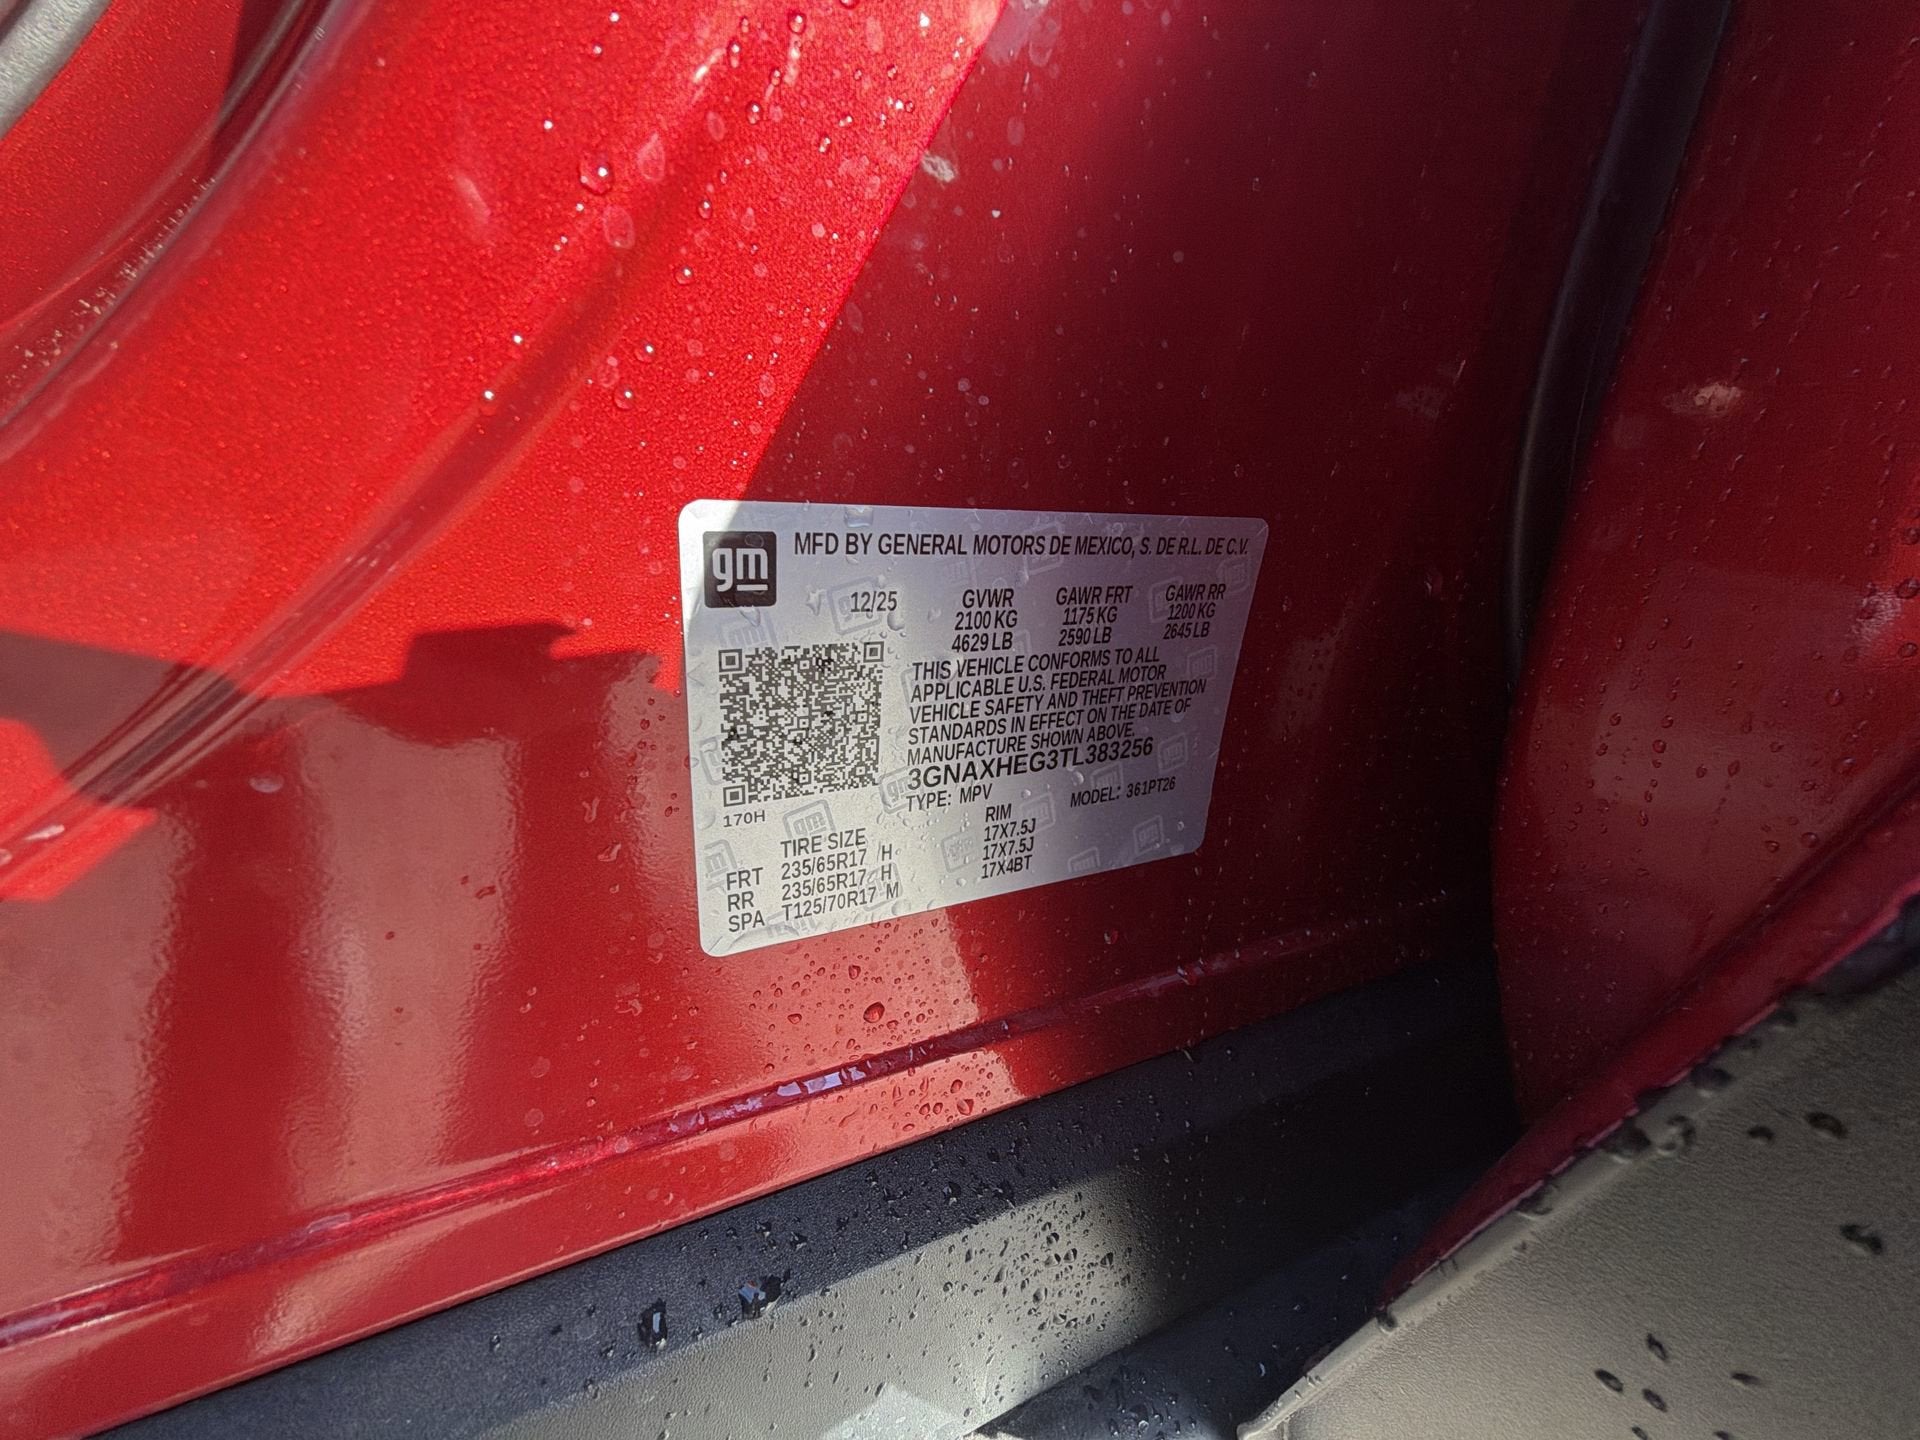 gm MFD BY GENERAL MOTORS DE MEXICO, S. DE R.L. DE C.V.
12/25
GVWR GAWR FRT GAWR RR
2100 KG 1175 KG 1200 KG
4629 LB 2590 LB 2645 LB
THIS VEHICLE CONFORMS TO ALL
APPLICABLE U.S. FEDERAL MOTOR
VEHICLE SAFETY AND THEFT PREVENTION
STANDARDS IN EFFECT ON THE DATE OF
MANUFACTURE SHOWN ABOVE.
3GNAXHEG3TL383256
TYPE: MPV MODEL: 361PT26
170H
TIRE SIZE RIM
FRT 235/65R17 H 17X7.5J
RR 235/65R17 H 17X7.5J
SPA T125/70R17 M 17X4BT